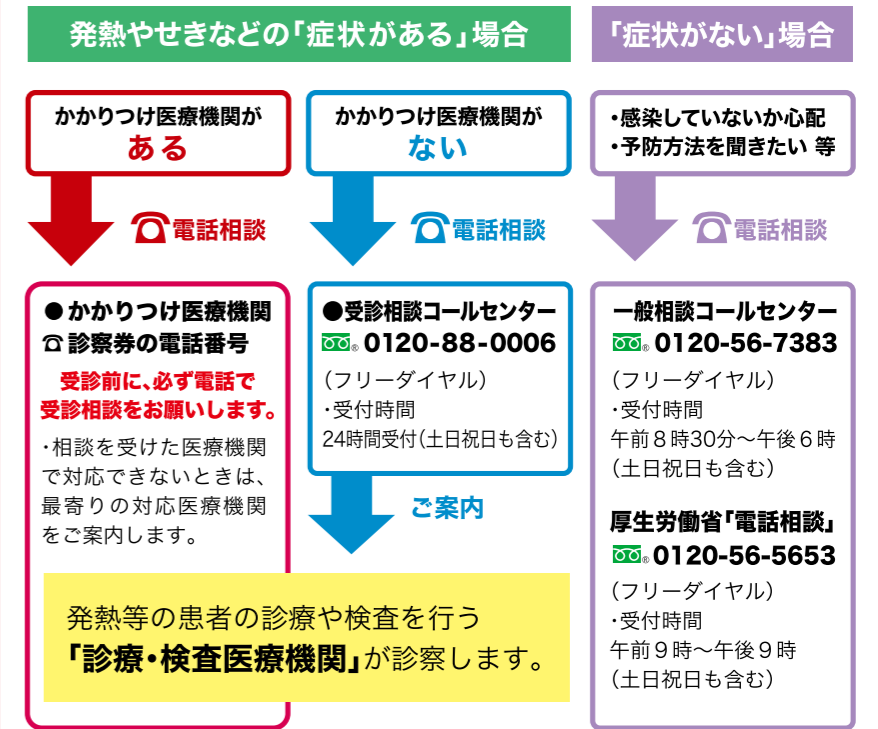 発熱やせきなどの「症状がある」場合
かかりつけ医療機関が
ある
☎電話相談
●かかりつけ医療機関
☎診察券の電話番号
受診前に、必ず電話で
受診相談をお願いします。
・相談を受けた医療機関
で対応できないときは、
最寄りの対応医療機関
をご案内します。
かかりつけ医療機関が
ない
☎電話相談
●受診相談コールセンター
® 0120-88-0006
（フリーダイヤル）
・受付時間
24時間受付（土日祝日も含む）
ご案内
発熱等の患者の診療や検査を行う
「診療・検査医療機関」が診察します。
「症状がない」場合
・感染していないか心配
・予防方法を聞きたい 等
☎電話相談
一般相談コールセンター
® 0120-56-7383
（フリーダイヤル）
・受付時間
午前８時30分～午後６時
（土日祝日も含む）
厚生労働省「電話相談」
® 0120-56-5653
（フリーダイヤル）
・受付時間
午前９時～午後９時
（土日祝日も含む）